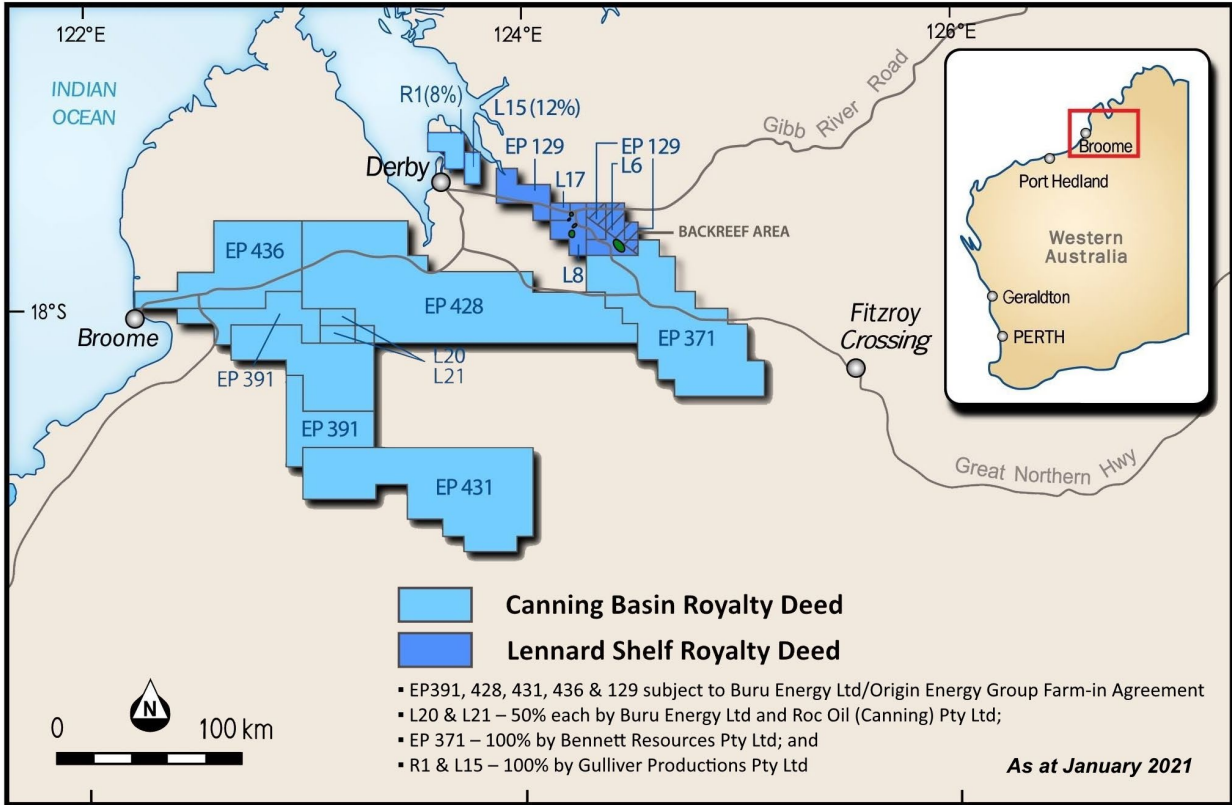 122°E
124°E
126°E
INDIAN
OCEAN
R1(8%)
L15 (12%)
EP 129
EP 129
L6
L17
Derby
Gibb River Road
BACKREEF AREA
L8
EP 436
EP 428
EP 371
18°S
Broome
Fitzroy
Crossing
L20
L21
EP 391
EP 391
EP 431
Great Northern Hwy
Broome
Port Hedland
Western
Australia
Geraldton
PERTH
Canning Basin Royalty Deed
Lennard Shelf Royalty Deed
▪ EP391, 428, 431, 436 & 129 subject to Buru Energy Ltd/Origin Energy Group Farm-in Agreement
▪ L20 & L21 – 50% each by Buru Energy Ltd and Roc Oil (Canning) Pty Ltd;
▪ EP 371 – 100% by Bennett Resources Pty Ltd; and
▪ R1 & L15 – 100% by Gulliver Productions Pty Ltd
As at January 2021
N
0 100 km